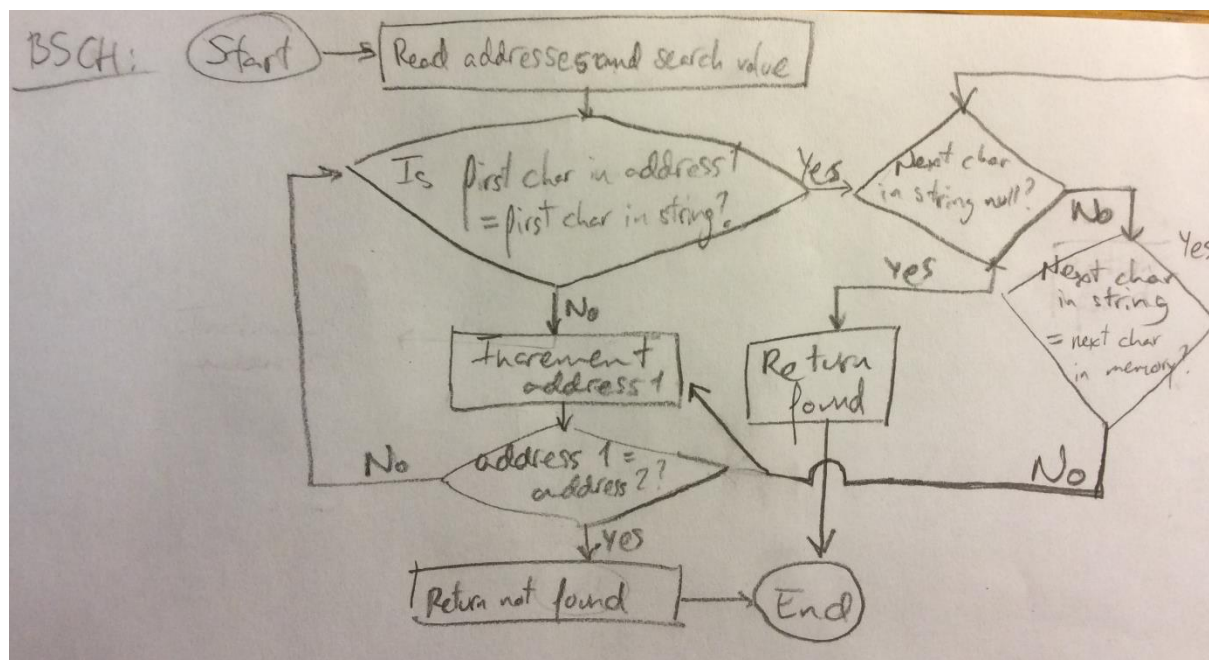 BSCH:
Start
Read addresses and search value
Is first char in address 1
= first char in string?
Yes
Next char
in string null?
No
Yes
Next char
in string
= next char
in memory?
Yes
No
Increment
address 1
Return
found
No
address 1 =
address 2?
No
Yes
Return not found
End